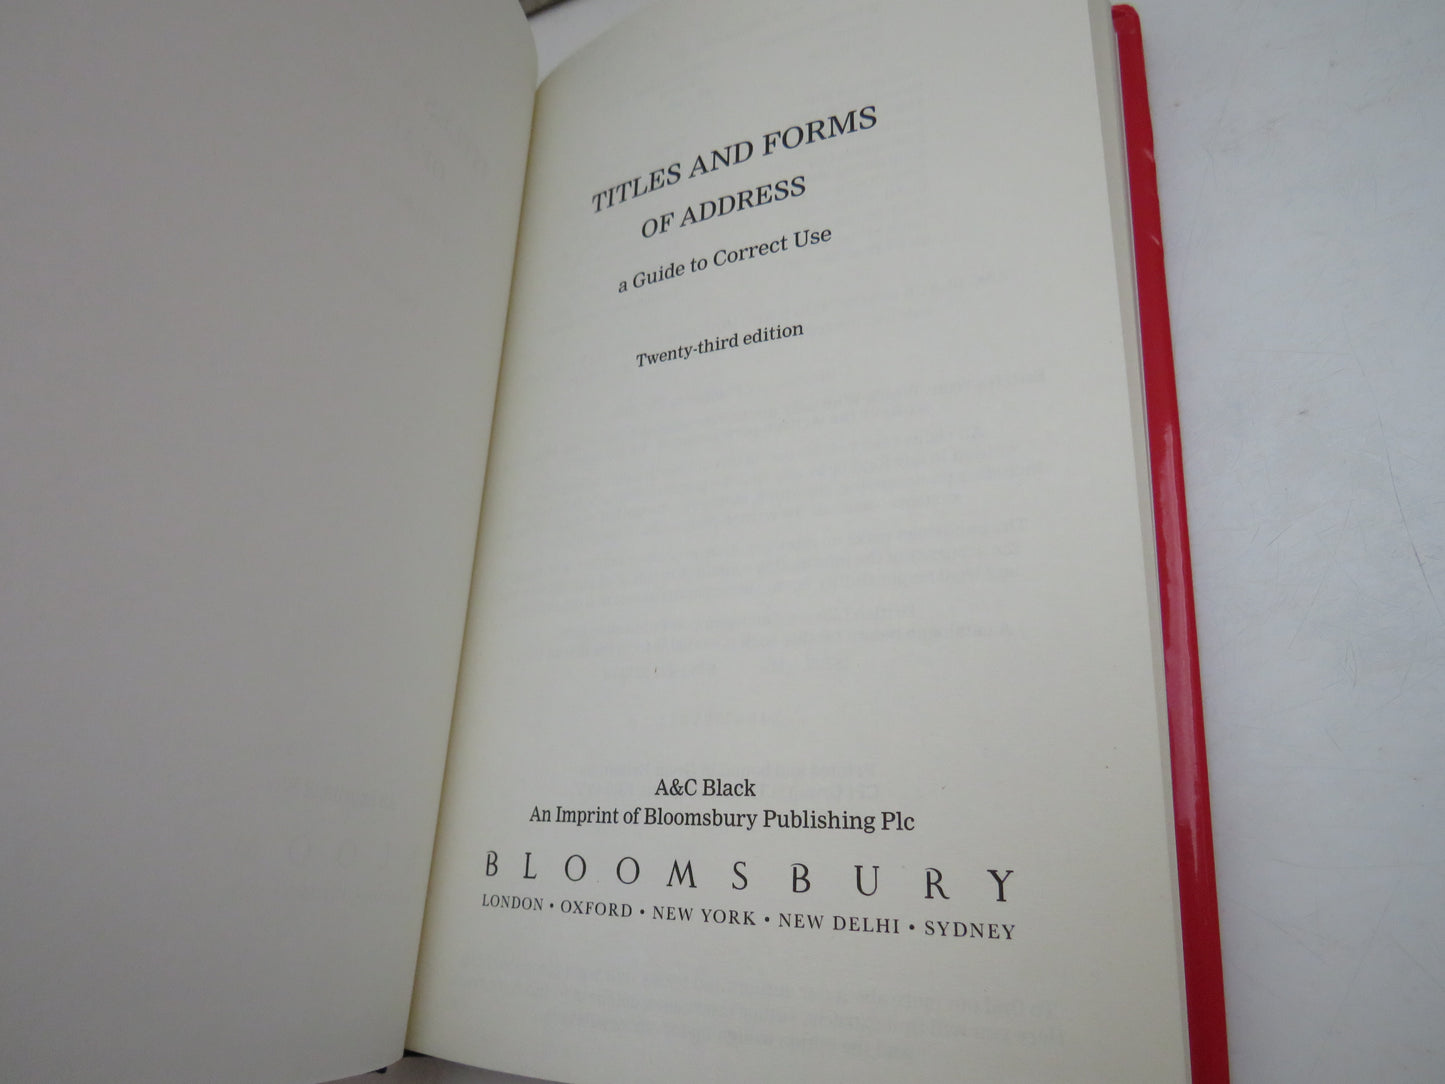 TITLES AND FORMS
OF ADDRESS
a Guide to Correct Use
Twenty-third edition
A&C Black
An Imprint of Bloomsbury Publishing Plc
BLOOMSBURY
LONDON • OXFORD • NEW YORK • NEW DELHI • SYDNEY